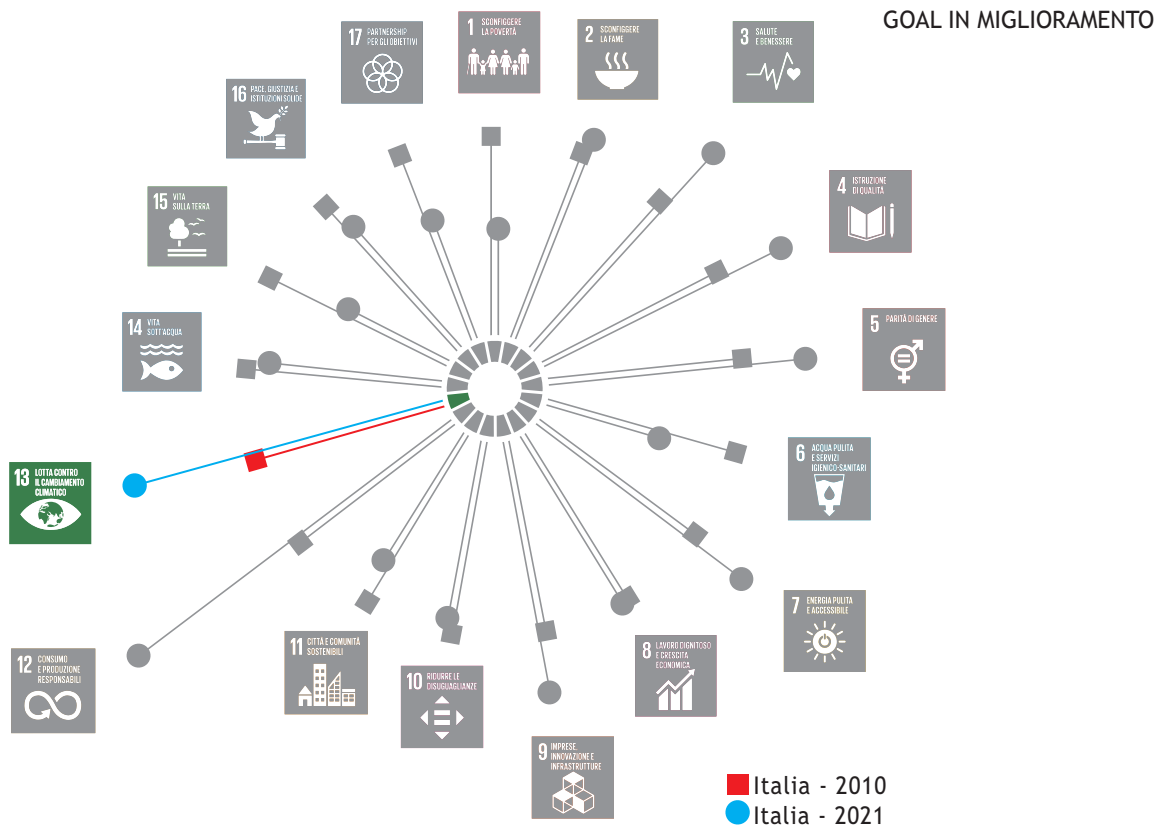 GOAL IN MIGLIORAMENTO
17 PARTNERSHIP
PER GLI OBIETTIVI
1 SCONFIGGERE
LA POVERTÀ
2 SCONFIGGERE
LA FAME
3 SALUTE
E BENESSERE
16 PACE, GIUSTIZIA E
ISTITUZIONI SOLIDE
4 ISTRUZIONE
DI QUALITÀ
15 VITA
SULLA TERRA
5 PARITÀ DI GENERE
14 VITA
SOTT'ACQUA
6 ACQUA PULITA
E SERVIZI
IGIENICO-SANITARI
13 LOTTA CONTRO
IL CAMBIAMENTO
CLIMATICO
7 ENERGIA PULITA
E ACCESSIBILE
12 CONSUMO
E PRODUZIONE
RESPONSABILI
11 CITTÀ E COMUNITÀ
SOSTENIBILI
8 LAVORO DIGNITOSO
E CRESCITA
ECONOMICA
10 RIDURRE LE
DISUGUAGLIANZE
9 IMPRESE,
INNOVAZIONE E
INFRASTRUTTURE
Italia - 2010
Italia - 2021